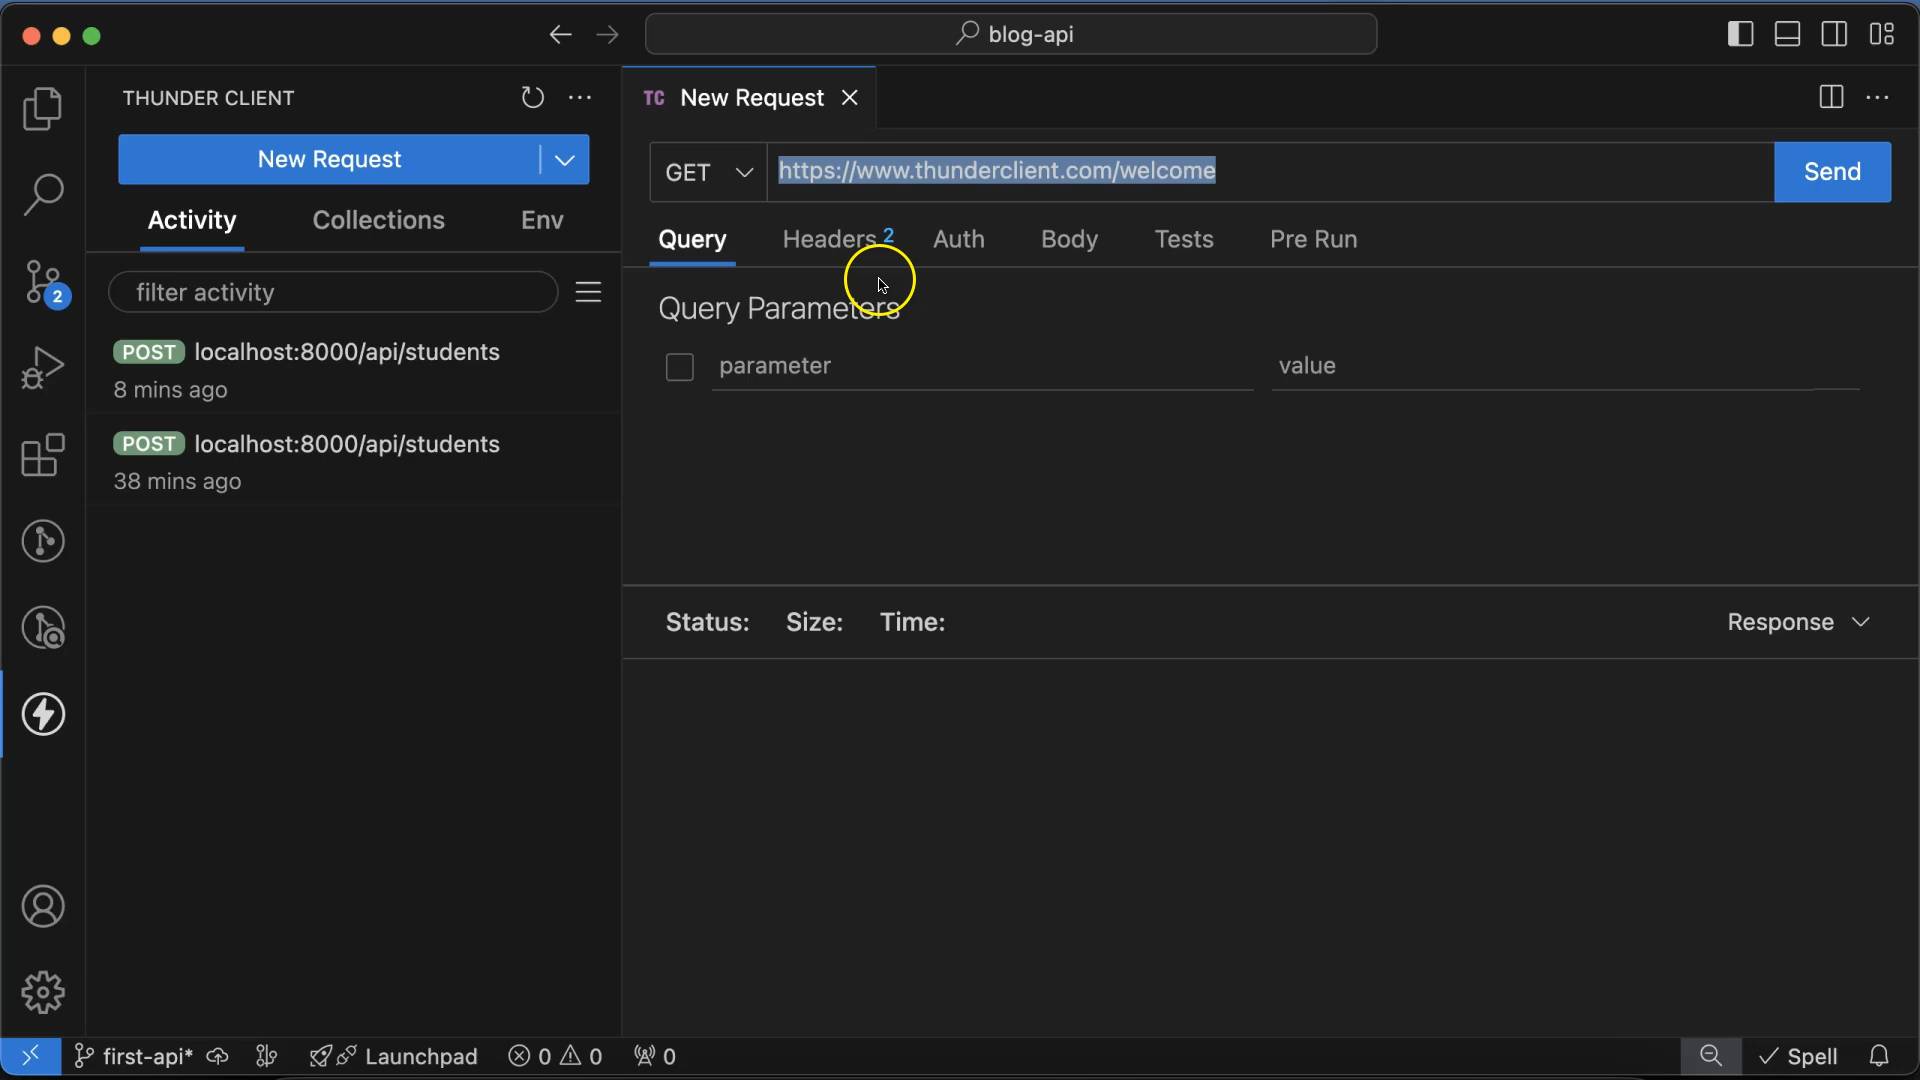 blog-api
THUNDER CLIENT
TC New Request
New Request
GET
https://www.thunderclient.com/welcome
Send
Activity
Collections
Env
Query
Headers 2
Auth
Body
Tests
Pre Run
filter activity
2
Query Parameters
POST localhost:8000/api/students
8 mins ago
parameter
value
POST localhost:8000/api/students
38 mins ago
Status:
Size:
Time:
Response
first-api*
Launchpad
0
0
0
Spell